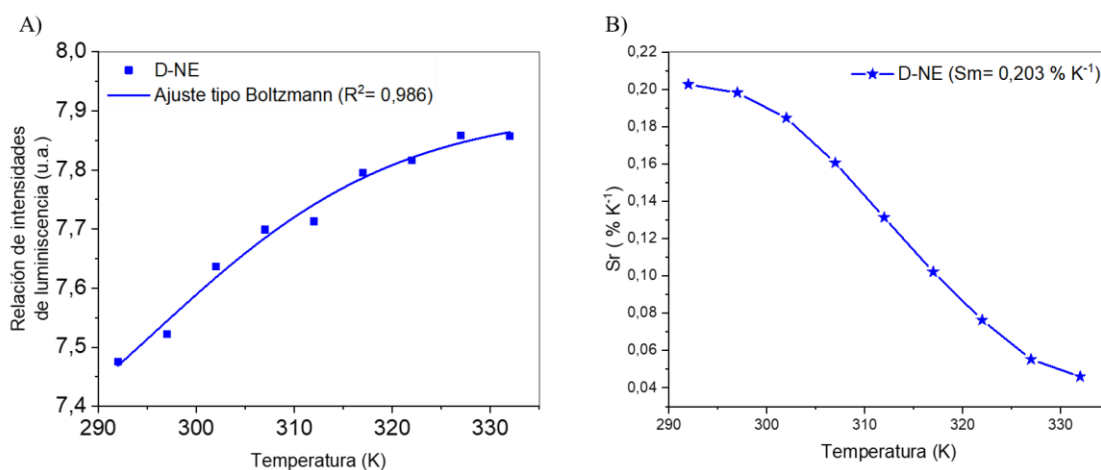 A)
8,0
7,9
7,8
7,7
7,6
7,5
7,4
290
300
310
320
330
Relación de intensidades
de luminiscencia (u.a.)
Temperatura (K)
D-NE
Ajuste tipo Boltzmann (R²= 0,986)
B)
0,22
0,20
0,18
0,16
0,14
0,12
0,10
0,08
0,06
0,04
290
300
310
320
330
Sr ( % K⁻¹)
Temperatura (K)
D-NE (Sm= 0,203 % K⁻¹)